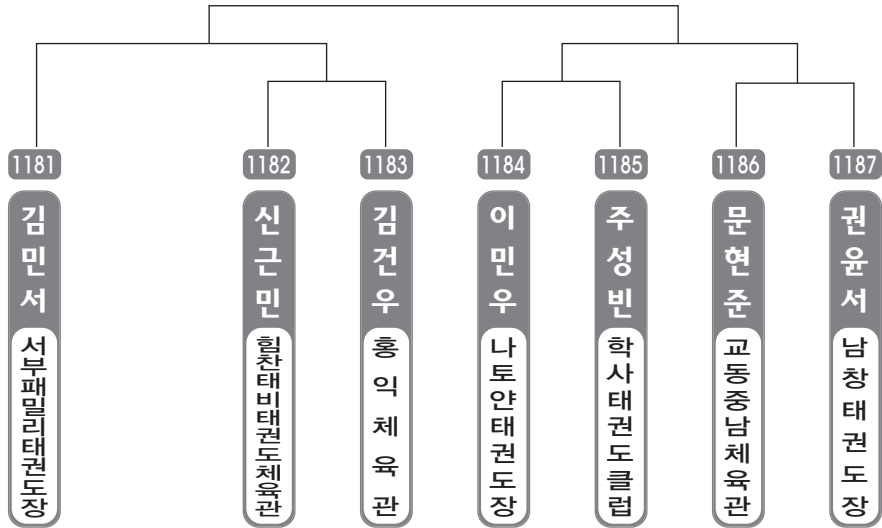 1181
김민서
서부패밀리태권도장
1182
신근민
힘찬태비태권도체육관
1183
김건우
홍익체육관
1184
이민우
나토얀태권도장
1185
주성빈
학사태권도클럽
1186
문현준
교동중남체육관
1187
권윤서
남창태권도장